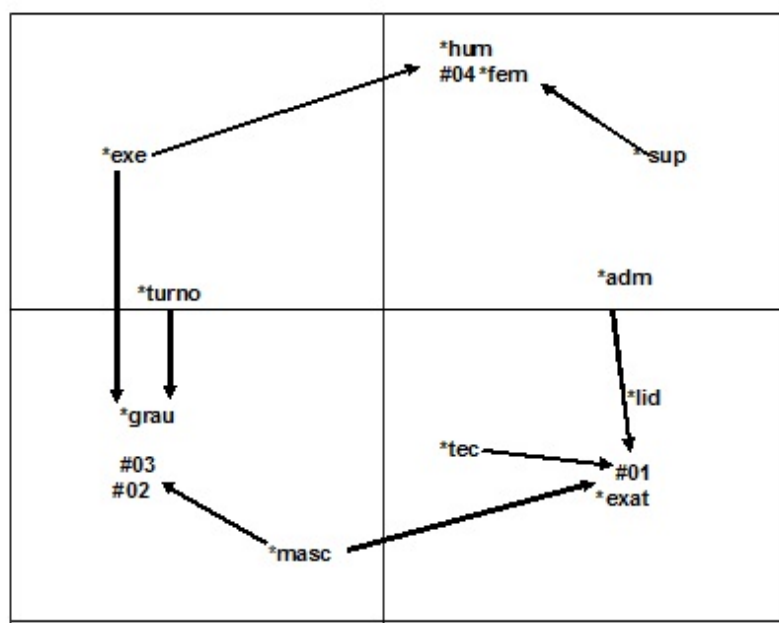 *hum
#04 *fem
*exe
*sup
*turno
*adm
*grau
*lid
*tec
#03
#01
#02
*exat
*masc